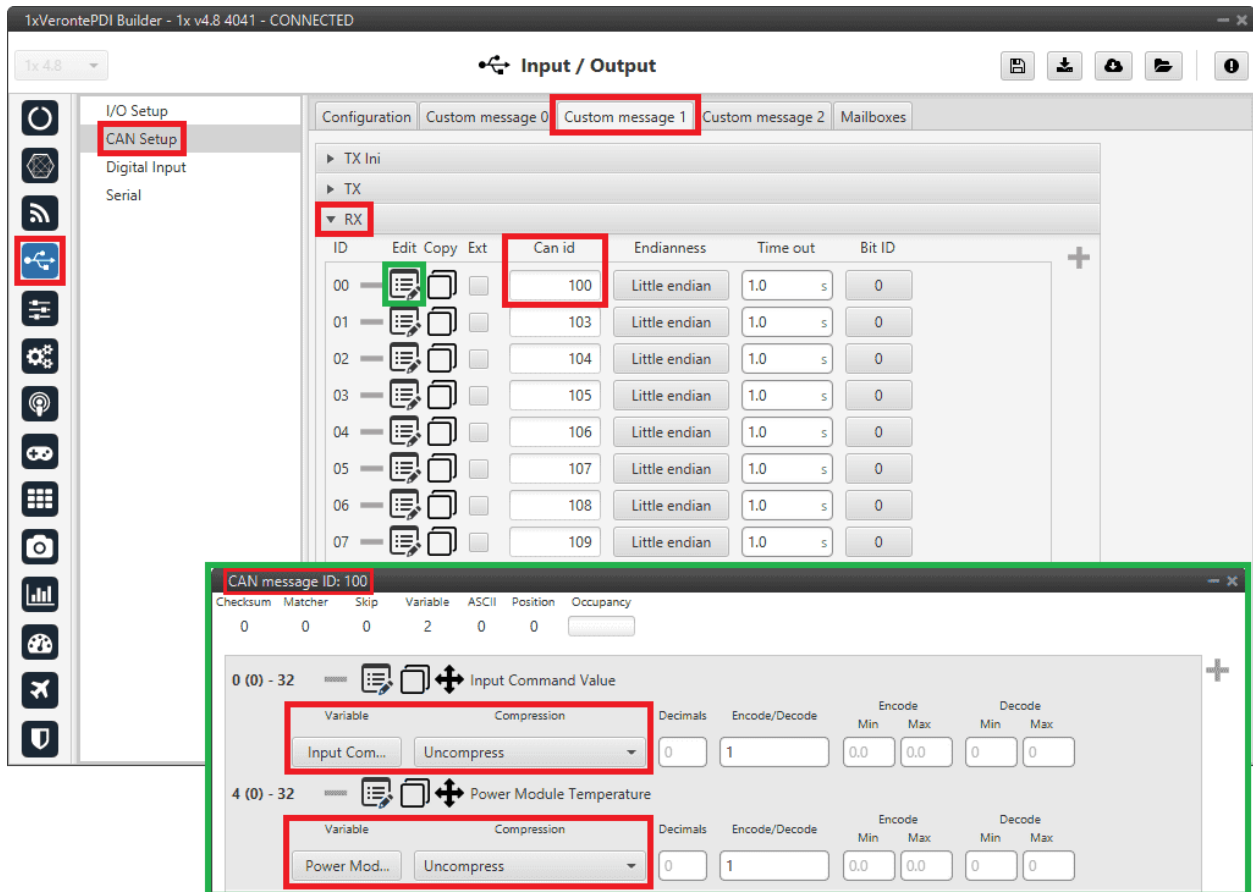 1xVerontePDI Builder - 1x v4.8 4041 - CONNECTED
1x 4.8
Input / Output
I/O Setup
CAN Setup
Digital Input
Serial
Configuration Custom message 0 Custom message 1 Custom message 2 Mailboxes
TX Ini
TX
RX
ID Edit Copy Ext Can id Endianness Time out Bit ID
00 100 Little endian 1.0 s 0
01 103 Little endian 1.0 s 0
02 104 Little endian 1.0 s 0
03 105 Little endian 1.0 s 0
04 106 Little endian 1.0 s 0
05 107 Little endian 1.0 s 0
06 108 Little endian 1.0 s 0
07 109 Little endian 1.0 s 0
CAN message ID: 100
Checksum Matcher Skip Variable ASCII Position Occupancy
0 0 0 2 0 0
0 (0) - 32 Input Command Value
Variable Compression Decimals Encode/Decode Encode Decode
Min Max Min Max
Input Com... Uncompress 0 1 0.0 0.0 0 0
4 (0) - 32 Power Module Temperature
Variable Compression Decimals Encode/Decode Encode Decode
Min Max Min Max
Power Mod... Uncompress 0 1 0.0 0.0 0 0